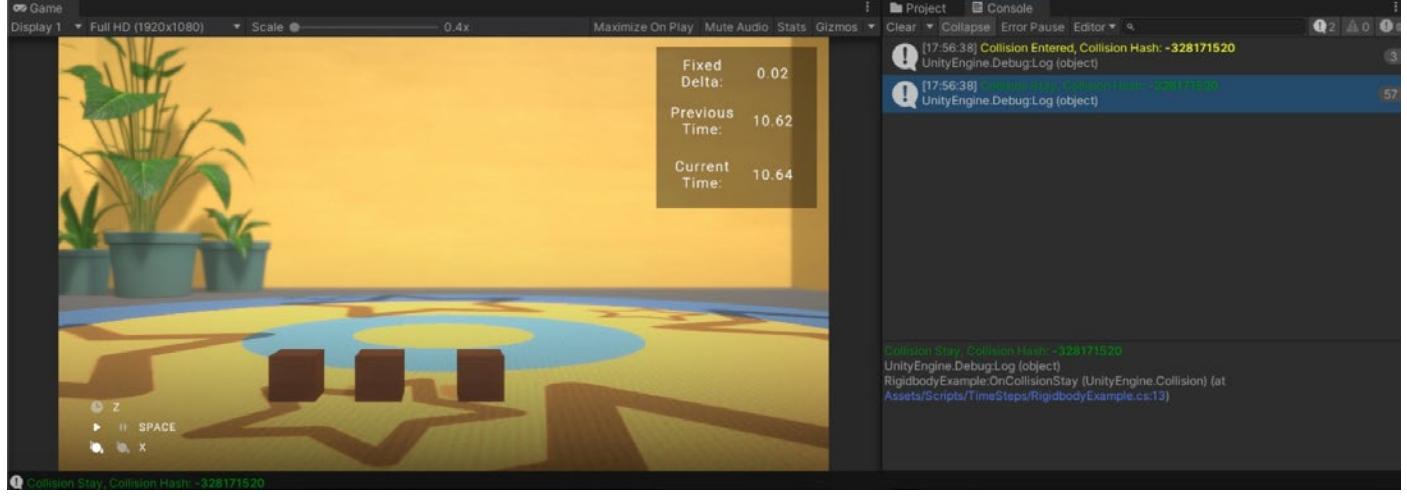 Game
Display 1 Full HD (1920x1080) Scale 0.4x Maximize On Play Mute Audio Stats Gizmos
Fixed Delta: 0.02
Previous Time: 10.62
Current Time: 10.64
Z
SPACE
X
Project Console
Clear Collapse Error Pause Editor 2 0
[17:56:38] Collision Entered, Collision Hash: -328171520
UnityEngine.Debug:Log (object)
3
[17:56:38] Collision Stay, Collision Hash: -328171520
UnityEngine.Debug:Log (object)
57
Collision Stay, Collision Hash: -328171520
UnityEngine.Debug:Log (object)
RigidbodyExample:OnCollisionStay (UnityEngine.Collision) (at
Assets/Scripts/TimeSteps/RigidbodyExample.cs:13)
Collision Stay, Collision Hash: -328171520